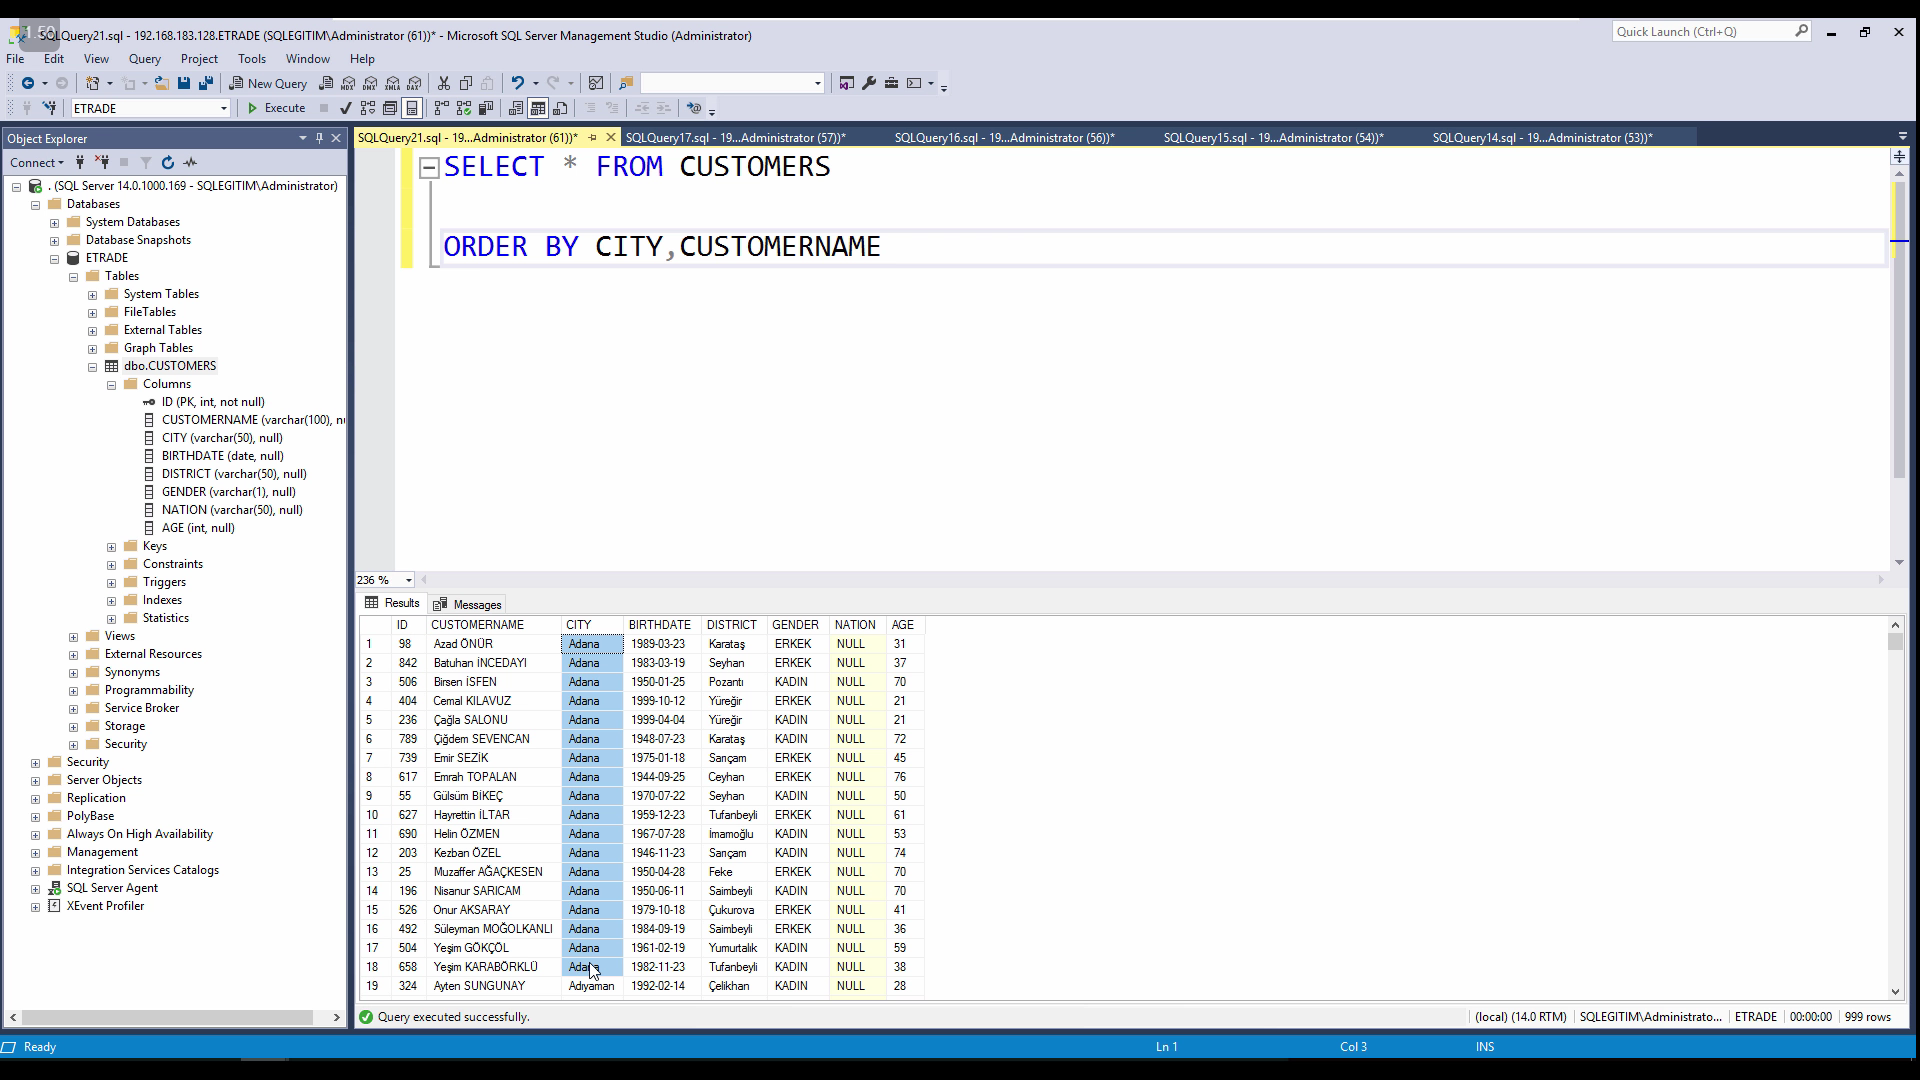 1.50
SQLQuery21.sql - 192.168.183.128.ETRADE (SQLEGITIM\Administrator (61))* - Microsoft SQL Server Management Studio (Administrator)
Quick Launch (Ctrl+Q)
File Edit View Query Project Tools Window Help
New Query
ETRADE Execute
Object Explorer
SQLQuery21.sql - 19...Administrator (61))* SQLQuery17.sql - 19...Administrator (57))* SQLQuery16.sql - 19...Administrator (56))* SQLQuery15.sql - 19...Administrator (54))* SQLQuery14.sql - 19...Administrator (53))*
Connect
. (SQL Server 14.0.1000.169 - SQLEGITIM\Administrator)
Databases
System Databases
Database Snapshots
ETRADE
Tables
System Tables
FileTables
External Tables
Graph Tables
dbo.CUSTOMERS
Columns
ID (PK, int, not null)
CUSTOMERNAME (varchar(100), n
CITY (varchar(50), null)
BIRTHDATE (date, null)
DISTRICT (varchar(50), null)
GENDER (varchar(1), null)
NATION (varchar(50), null)
AGE (int, null)
Keys
Constraints
Triggers
Indexes
Statistics
Views
External Resources
Synonyms
Programmability
Service Broker
Storage
Security
Security
Server Objects
Replication
PolyBase
Always On High Availability
Management
Integration Services Catalogs
SQL Server Agent
XEvent Profiler
SELECT * FROM CUSTOMERS
ORDER BY CITY,CUSTOMERNAME
236 %
Results Messages
ID CUSTOMERNAME CITY BIRTHDATE DISTRICT GENDER NATION AGE
1 98 Azad ÖNÜR Adana 1989-03-23 Karataş ERKEK NULL 31
2 842 Batuhan İNCEDAYI Adana 1983-03-19 Seyhan ERKEK NULL 37
3 506 Birsen İSFEN Adana 1950-01-25 Pozantı KADIN NULL 70
4 404 Cemal KILAVUZ Adana 1999-10-12 Yüreğir ERKEK NULL 21
5 236 Çağla SALONU Adana 1999-04-04 Yüreğir KADIN NULL 21
6 789 Çiğdem SEVENCAN Adana 1948-07-23 Karataş KADIN NULL 72
7 739 Emir SEZİK Adana 1975-01-18 Sarıçam ERKEK NULL 45
8 617 Emrah TOPALAN Adana 1944-09-25 Ceyhan ERKEK NULL 76
9 55 Gülsüm BİKEÇ Adana 1970-07-22 Seyhan KADIN NULL 50
10 627 Hayrettin İLTAR Adana 1959-12-23 Tufanbeyli ERKEK NULL 61
11 690 Helin ÖZMEN Adana 1967-07-28 İmamoğlu KADIN NULL 53
12 203 Kezban ÖZEL Adana 1946-11-23 Sarıçam KADIN NULL 74
13 25 Muzaffer AĞAÇKESEN Adana 1950-04-28 Feke ERKEK NULL 70
14 196 Nisanur SARICAM Adana 1950-06-11 Saimbeyli KADIN NULL 70
15 526 Onur AKSARAY Adana 1979-10-18 Çukurova ERKEK NULL 41
16 492 Süleyman MOĞOLKANLI Adana 1984-09-19 Saimbeyli ERKEK NULL 36
17 504 Yeşim GÖKÇÖL Adana 1961-02-19 Yumurtalık KADIN NULL 59
18 658 Yeşim KARABÖRKLÜ Adana 1982-11-23 Tufanbeyli KADIN NULL 38
19 324 Ayten SUNGUNAY Adıyaman 1992-02-14 Çelikhan KADIN NULL 28
Query executed successfully. (local) (14.0 RTM) SQLEGITIM\Administrato... ETRADE 00:00:00 999 rows
Ready Ln 1 Col 3 INS